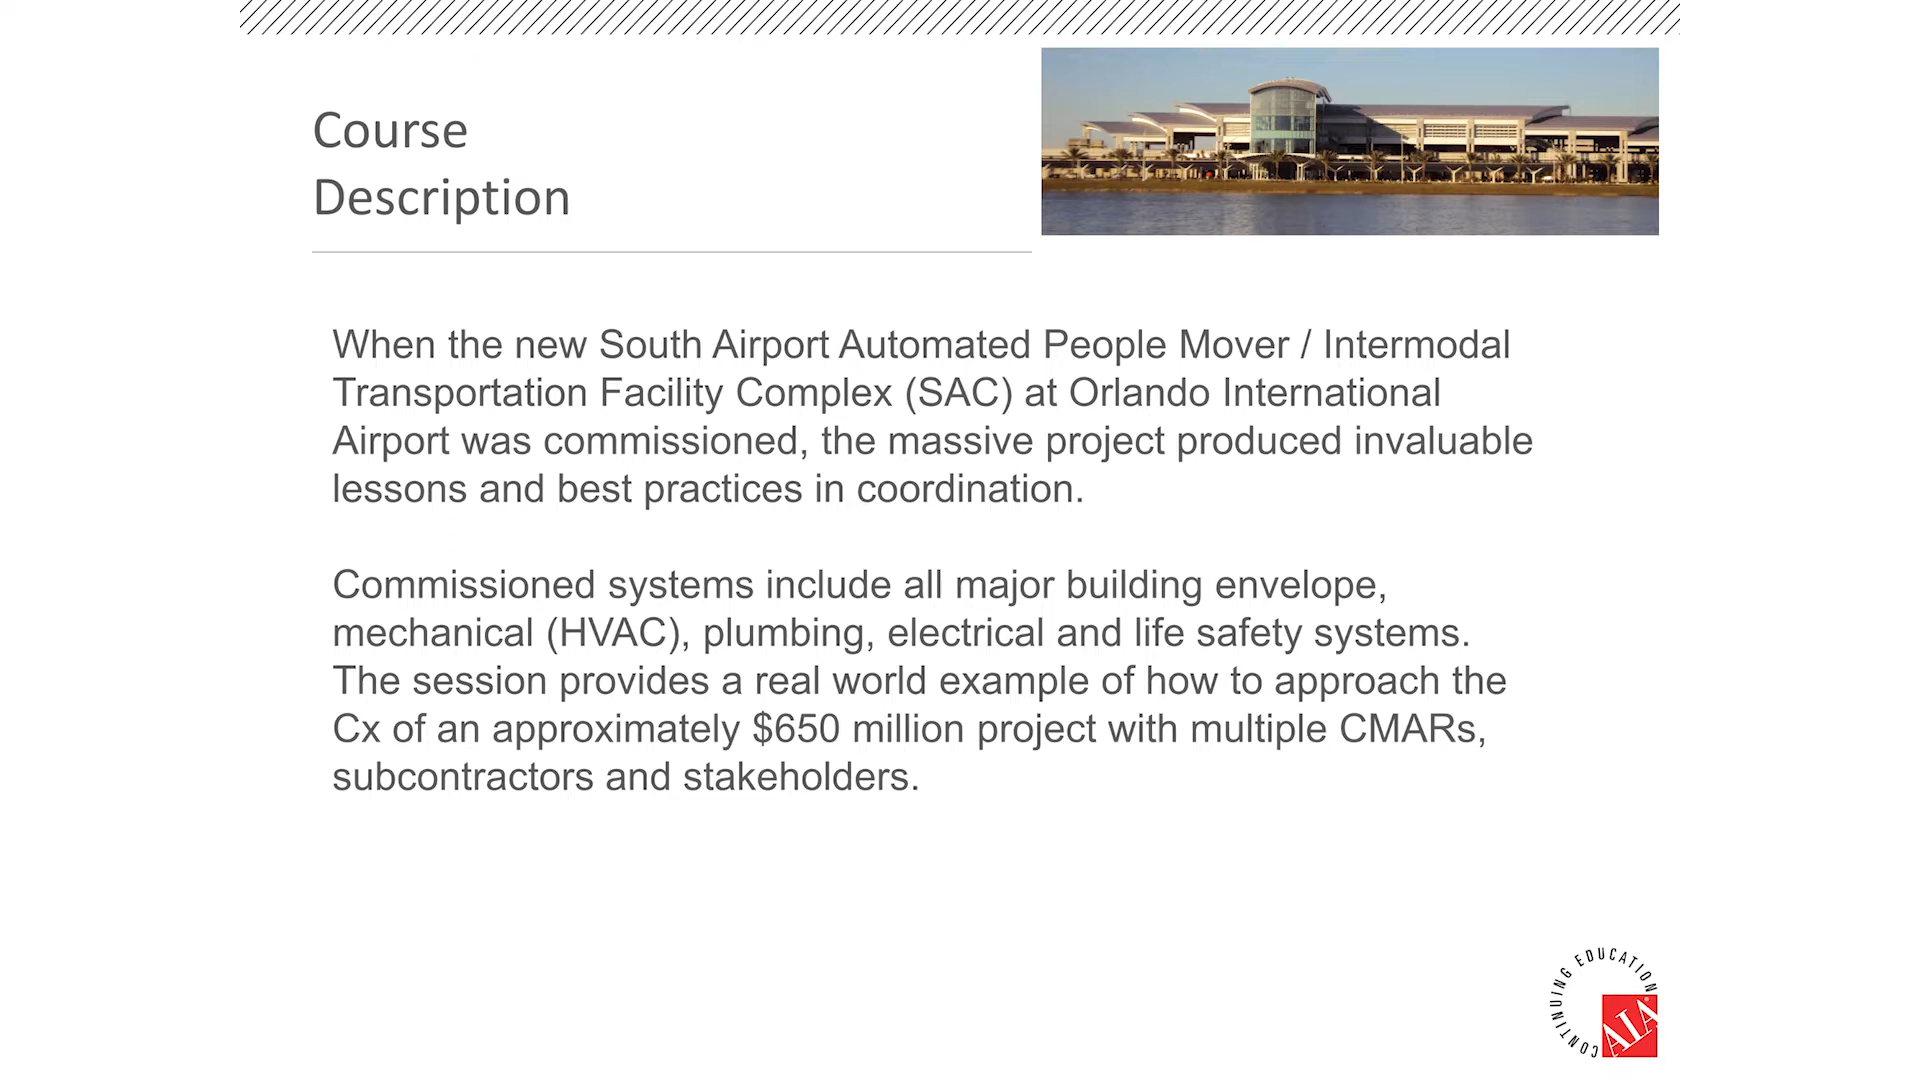 Course
Description
When the new South Airport Automated People Mover / Intermodal
Transportation Facility Complex (SAC) at Orlando International
Airport was commissioned, the massive project produced invaluable
lessons and best practices in coordination.
Commissioned systems include all major building envelope,
mechanical (HVAC), plumbing, electrical and life safety systems.
The session provides a real world example of how to approach the
Cx of an approximately $650 million project with multiple CMARs,
subcontractors and stakeholders.
CONTINUING EDUCATION
AIA®